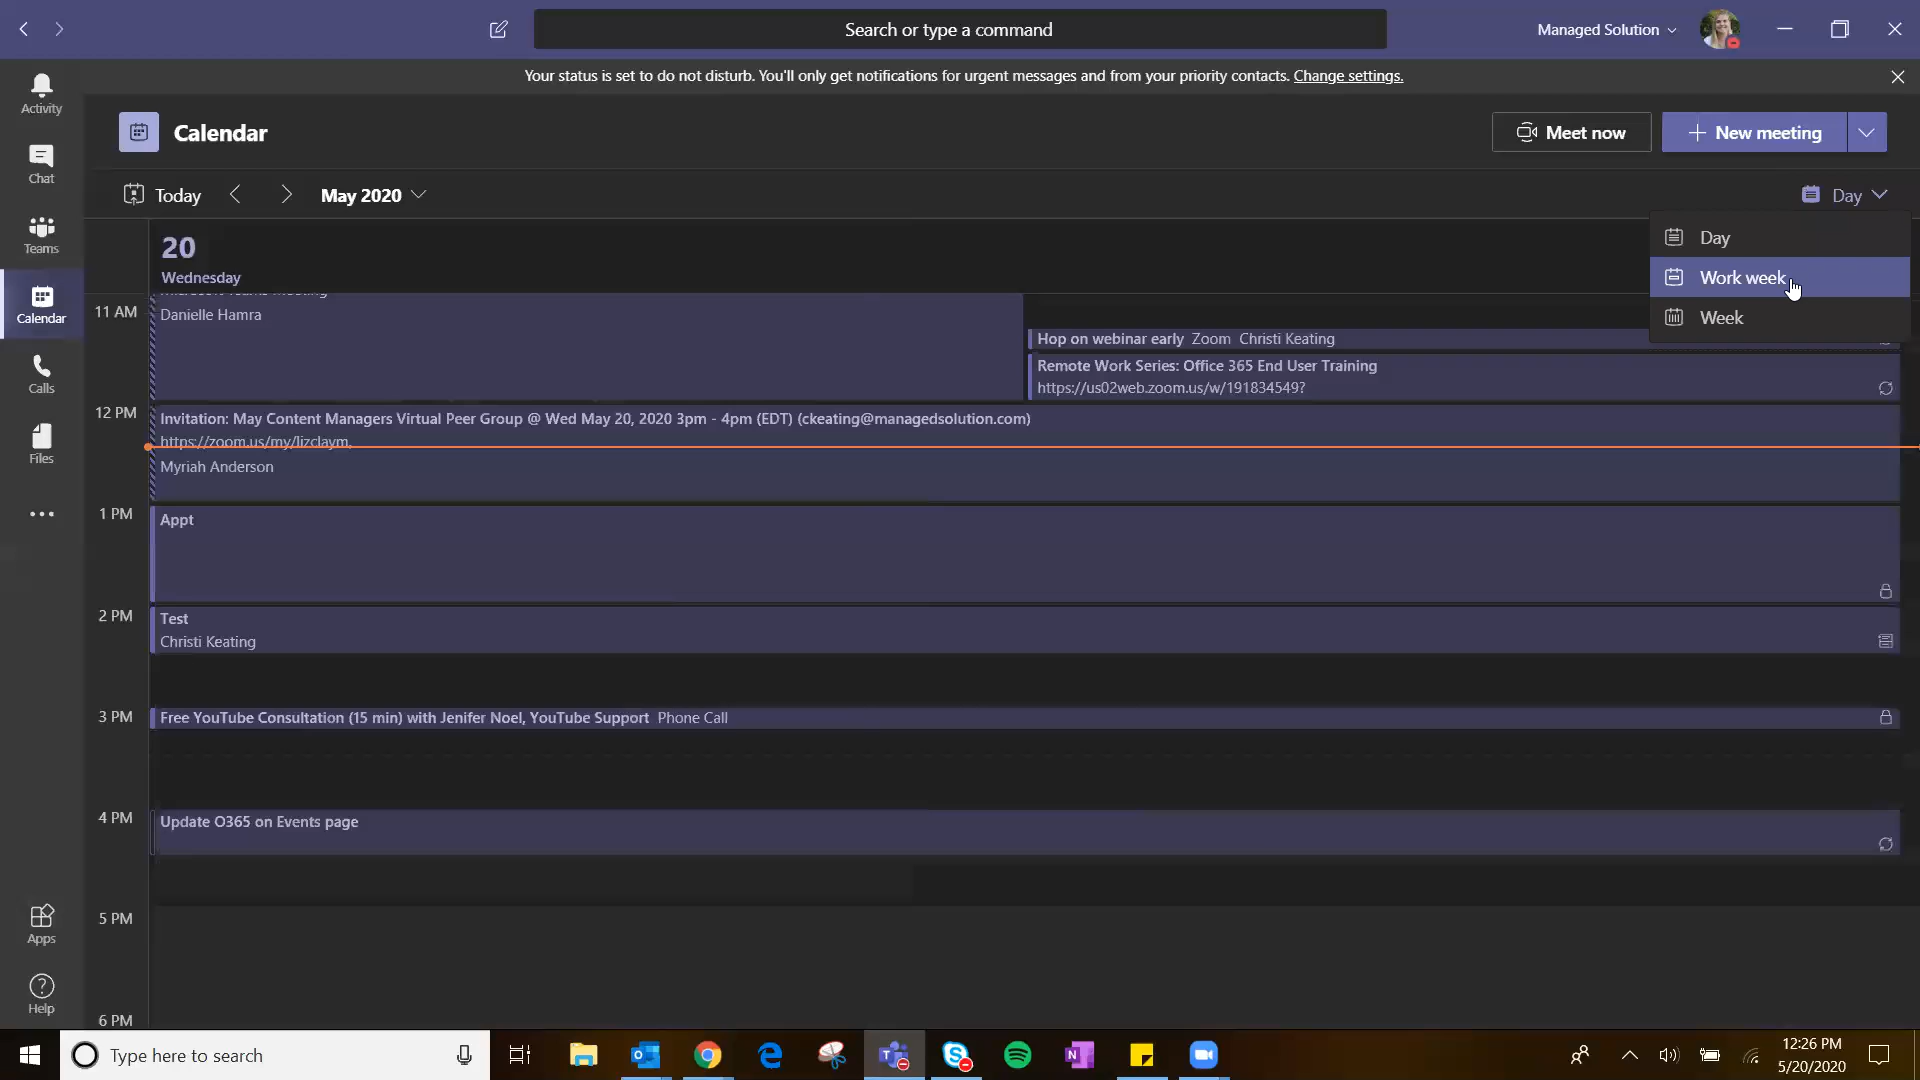 Search or type a command
Managed Solution
Your status is set to do not disturb. You'll only get notifications for urgent messages and from your priority contacts. Change settings.
Activity
Chat
Teams
Calendar
Calls
Files
Apps
Help
Calendar
Meet now
New meeting
Today
May 2020
Day
Day
Work week
Week
20
Wednesday
11 AM
Microsoft Teams Meeting
Danielle Hamra
Hop on webinar early Zoom Christi Keating
Remote Work Series: Office 365 End User Training
https://us02web.zoom.us/w/191834549?
12 PM
Invitation: May Content Managers Virtual Peer Group @ Wed May 20, 2020 3pm - 4pm (EDT) (ckeating@managedsolution.com)
Myriah Anderson
1 PM
Appt
2 PM
Test
Christi Keating
3 PM
Free YouTube Consultation (15 min) with Jenifer Noel, YouTube Support Phone Call
4 PM
Update O365 on Events page
5 PM
6 PM
Type here to search
12:26 PM
5/20/2020